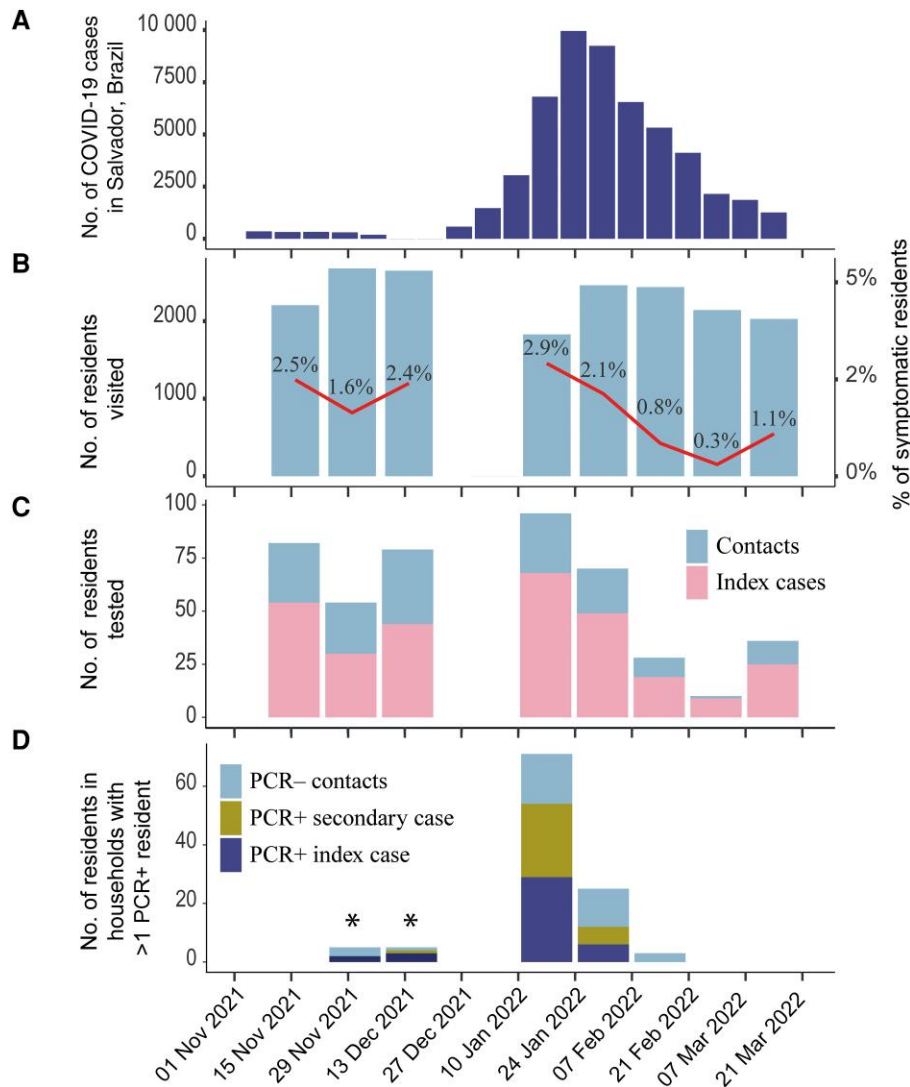 A
No. of COVID-19 cases
in Salvador, Brazil
10 000
7500
5000
2500
0
B
No. of residents
visited
2000
1000
0
2.5%
1.6%
2.4%
2.9%
2.1%
0.8%
0.3%
1.1%
5%
2%
0%
% of symptomatic residents
C
No. of residents
tested
100
75
50
25
0
Contacts
Index cases
D
No. of residents in
households with
>1 PCR+ resident
60
40
20
0
PCR– contacts
PCR+ secondary case
PCR+ index case
* *
01 Nov 2021
15 Nov 2021
29 Nov 2021
13 Dec 2021
27 Dec 2021
10 Jan 2022
24 Jan 2022
07 Feb 2022
21 Feb 2022
07 Mar 2022
21 Mar 2022